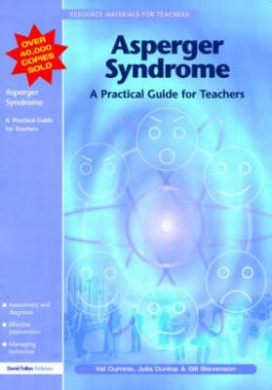 RESOURCE MATERIALS FOR TEACHERS
Asperger
Syndrome
A Practical Guide for Teachers
OVER
40,000
COPIES
SOLD
Asperger
Syndrome
A Practical Guide
for Teachers
Assessment and
diagnosis
Effective
intervention
Managing
behaviour
David Fulton Publishers
Val Cumine, Julia Dunlop & Gill Stevenson